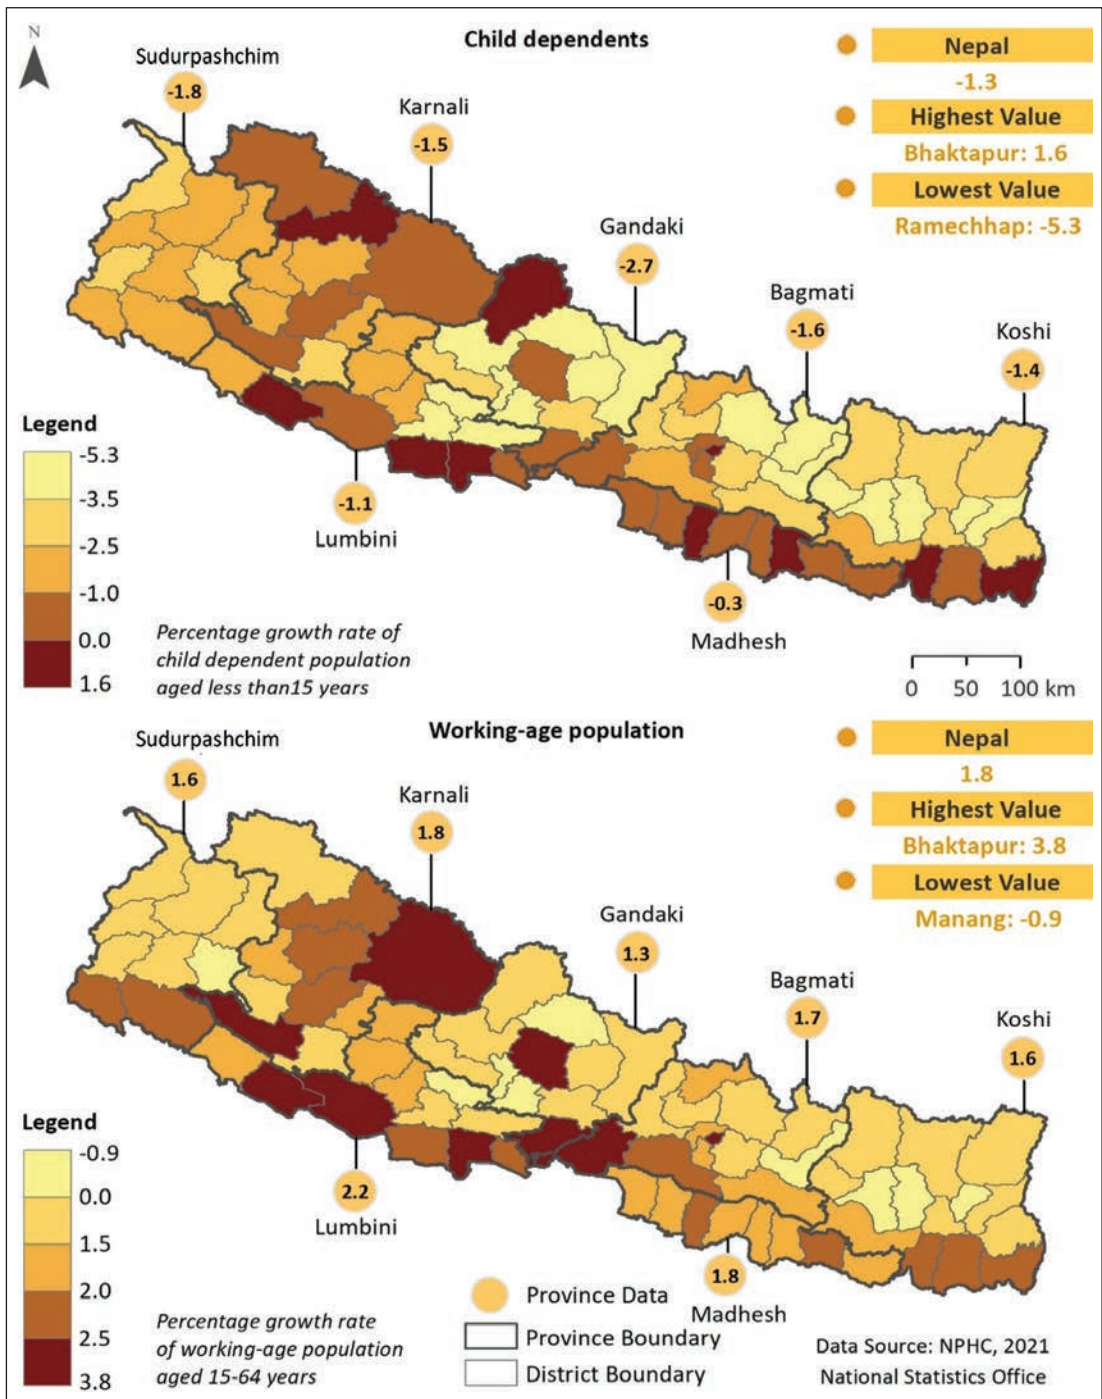 N
Child dependents
Sudurpashchim
-1.8
Karnali
-1.5
Gandaki
-2.7
Bagmati
-1.6
Koshi
-1.4
Nepal
-1.3
Highest Value
Bhaktapur: 1.6
Lowest Value
Ramechhap: -5.3
Legend
-5.3
-3.5
-2.5
-1.0
0.0
1.6
-1.1
Lumbini
-0.3
Madhesh
Percentage growth rate of
child dependent population
aged less than15 years
0 50 100 km
Working-age population
Sudurpashchim
1.6
Karnali
1.8
Gandaki
1.3
Bagmati
1.7
Koshi
1.6
Nepal
1.8
Highest Value
Bhaktapur: 3.8
Lowest Value
Manang: -0.9
Legend
-0.9
0.0
1.5
2.0
2.5
3.8
2.2
Lumbini
1.8
Madhesh
Percentage growth rate
of working-age population
aged 15-64 years
Province Data
Province Boundary
District Boundary
Data Source: NPHC, 2021
National Statistics Office